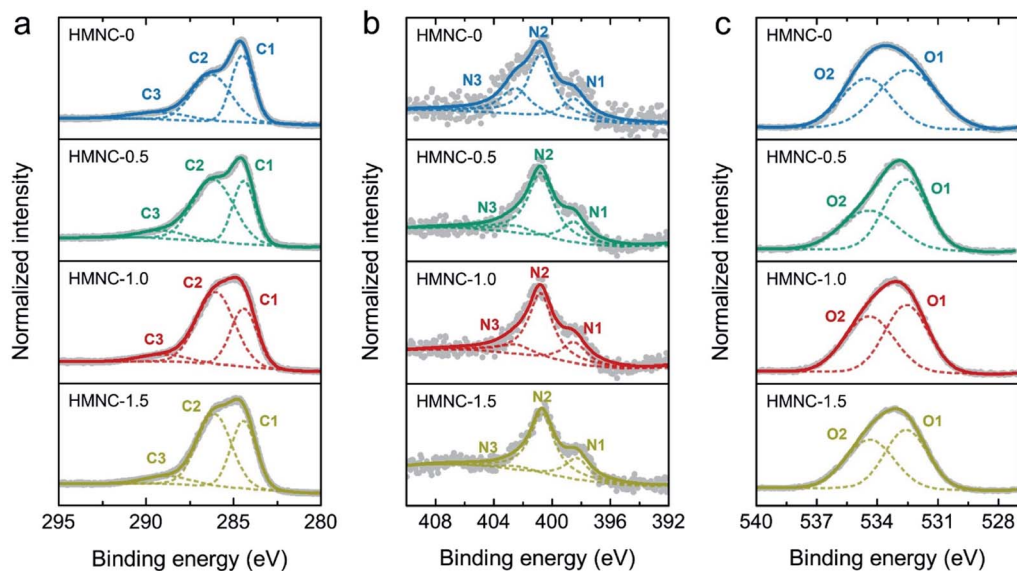 a
HMNC-0
C3
C2
C1
HMNC-0.5
C3
C2
C1
HMNC-1.0
C3
C2
C1
HMNC-1.5
C3
C2
C1
295 290 285 280
Binding energy (eV)
Normalized intensity
b
HMNC-0
N3
N2
N1
HMNC-0.5
N3
N2
N1
HMNC-1.0
N3
N2
N1
HMNC-1.5
N3
N2
N1
408 404 400 396 392
Binding energy (eV)
Normalized intensity
c
HMNC-0
O2
O1
HMNC-0.5
O2
O1
HMNC-1.0
O2
O1
HMNC-1.5
O2
O1
540 537 534 531 528
Binding energy (eV)
Normalized intensity